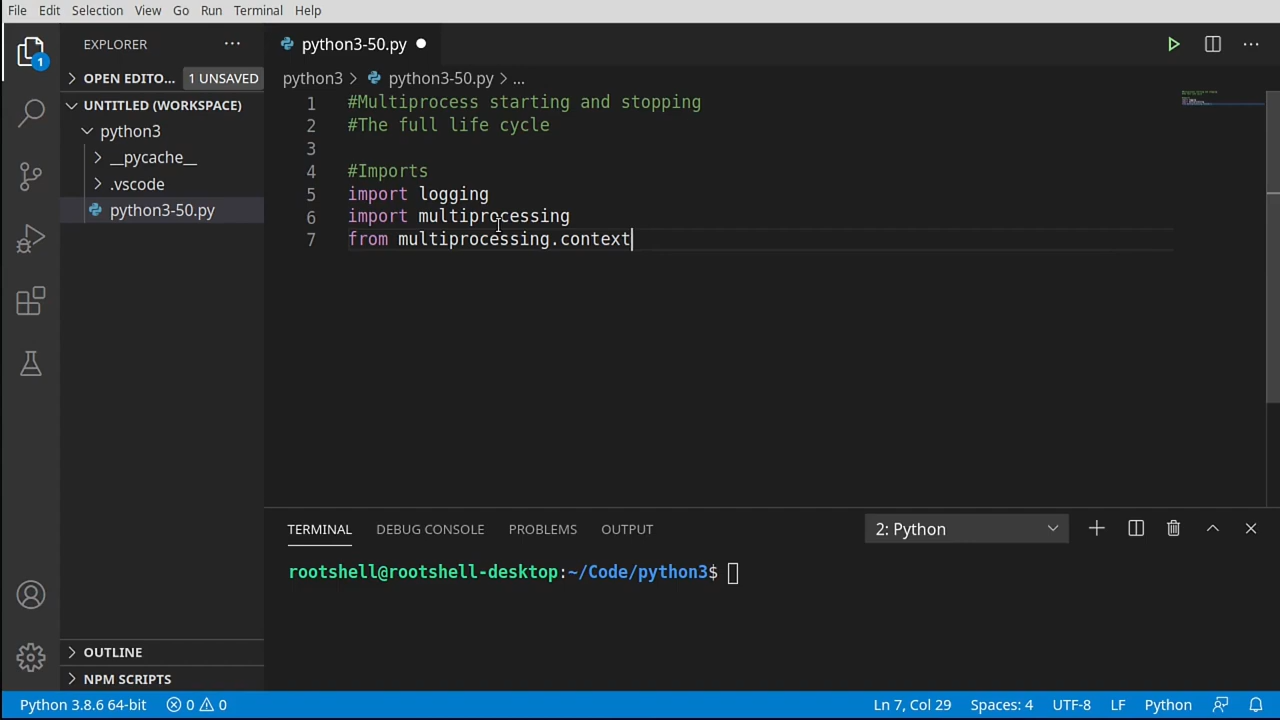 File Edit Selection View Go Run Terminal Help
EXPLORER ...
python3-50.py
1
OPEN EDITO... 1 UNSAVED
python3 > python3-50.py > ...
UNTITLED (WORKSPACE)
python3
__pycache__
.vscode
python3-50.py
1 #Multiprocess starting and stopping
2 #The full life cycle
3
4 #Imports
5 import logging
6 import multiprocessing
7 from multiprocessing.context
TERMINAL DEBUG CONSOLE PROBLEMS OUTPUT 2: Python
rootshell@rootshell-desktop:~/Code/python3$
OUTLINE
NPM SCRIPTS
Python 3.8.6 64-bit 0 0 Ln 7, Col 29 Spaces: 4 UTF-8 LF Python